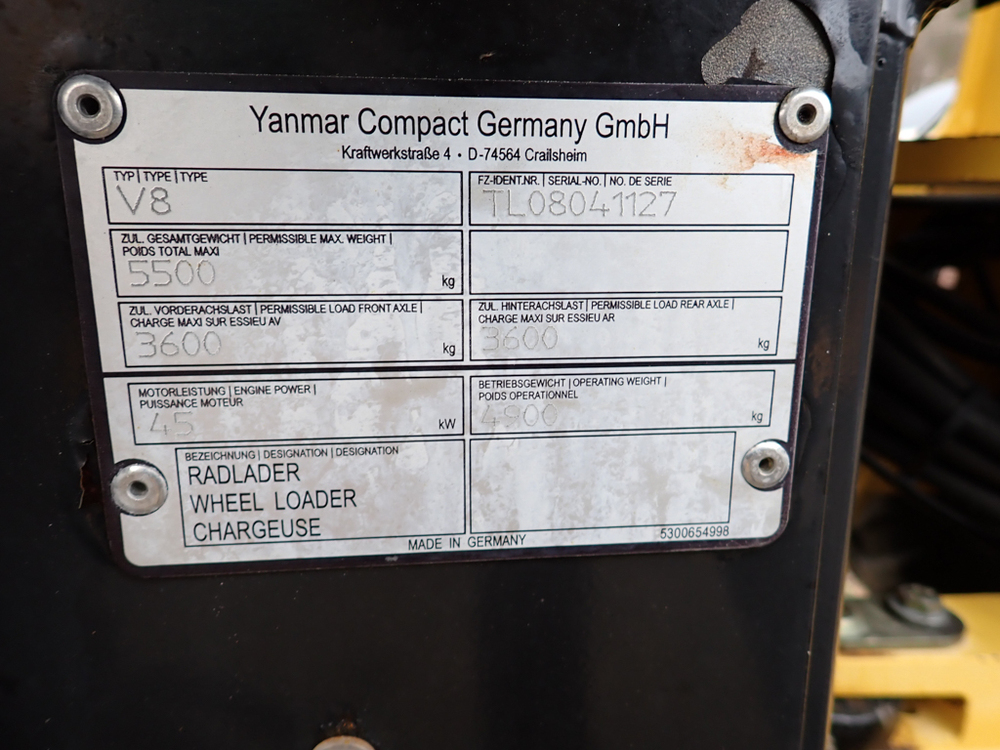 Yanmar Compact Germany GmbH
Kraftwerkstraße 4 • D-74564 Crailsheim
TYP | TYPE | TYPE
V8
FZ-IDENT.NR. | SERIAL-NO. | NO. DE SERIE
TL08041127
ZUL. GESAMTGEWICHT | PERMISSIBLE MAX. WEIGHT |
POIDS TOTAL MAXI
5500 kg
ZUL. VORDERACHSLAST | PERMISSIBLE LOAD FRONT AXLE |
CHARGE MAXI SUR ESSIEU AV
3600 kg
ZUL. HINTERACHSLAST | PERMISSIBLE LOAD REAR AXLE |
CHARGE MAXI SUR ESSIEU AR
3600 kg
MOTORLEISTUNG | ENGINE POWER |
PUISSANCE MOTEUR
45 kW
BETRIEBSGEWICHT | OPERATING WEIGHT |
POIDS OPERATIONNEL
4900 kg
BEZEICHNUNG | DESIGNATION | DESIGNATION
RADLADER
WHEEL LOADER
CHARGEUSE
MADE IN GERMANY
5300654998